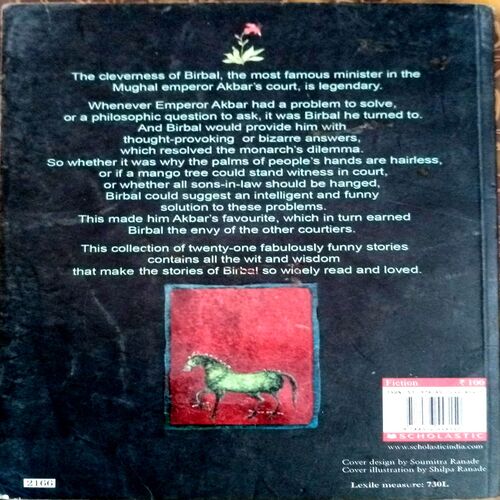 The cleverness of Birbal, the most famous minister in the
Mughal emperor Akbar's court, is legendary.
Whenever Emperor Akbar had a problem to solve,
or a philosophic question to ask, it was Birbal he turned to.
And Birbal would provide him with
thought-provoking or bizarre answers,
which resolved the monarch's dilemma.
So whether it was why the palms of people's hands are hairless,
or if a mango tree could stand witness in court,
or whether all sons-in-law should be hanged,
Birbal could suggest an intelligent and funny
solution to these problems.
This made him Akbar's favourite, which in turn earned
Birbal the envy of the other courtiers.
This collection of twenty-one fabulously funny stories
contains all the wit and wisdom
that make the stories of Birbal so widely read and loved.
Fiction
SCHOLASTIC
www.scholasticindia.com
Cover design by Soumitra Ranade
Cover illustration by Shilpa Ranade
2166
Lexile measure: 730L